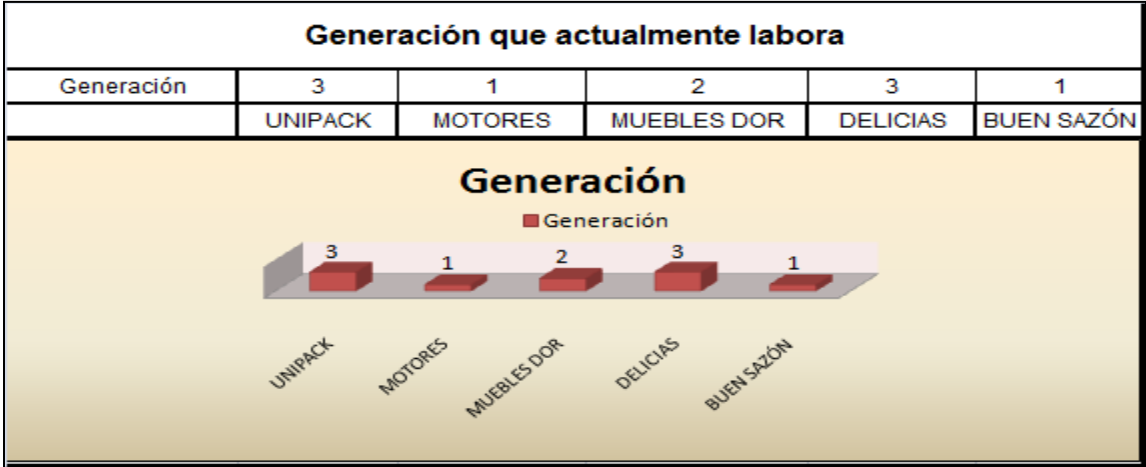 Generación que actualmente labora
Generación 3 1 2 3 1
UNIPACK MOTORES MUEBLES DOR DELICIAS BUEN SAZÓN
Generación
Generación
3 1 2 3 1
UNIPACK MOTORES MUEBLES DOR DELICIAS BUEN SAZÓN